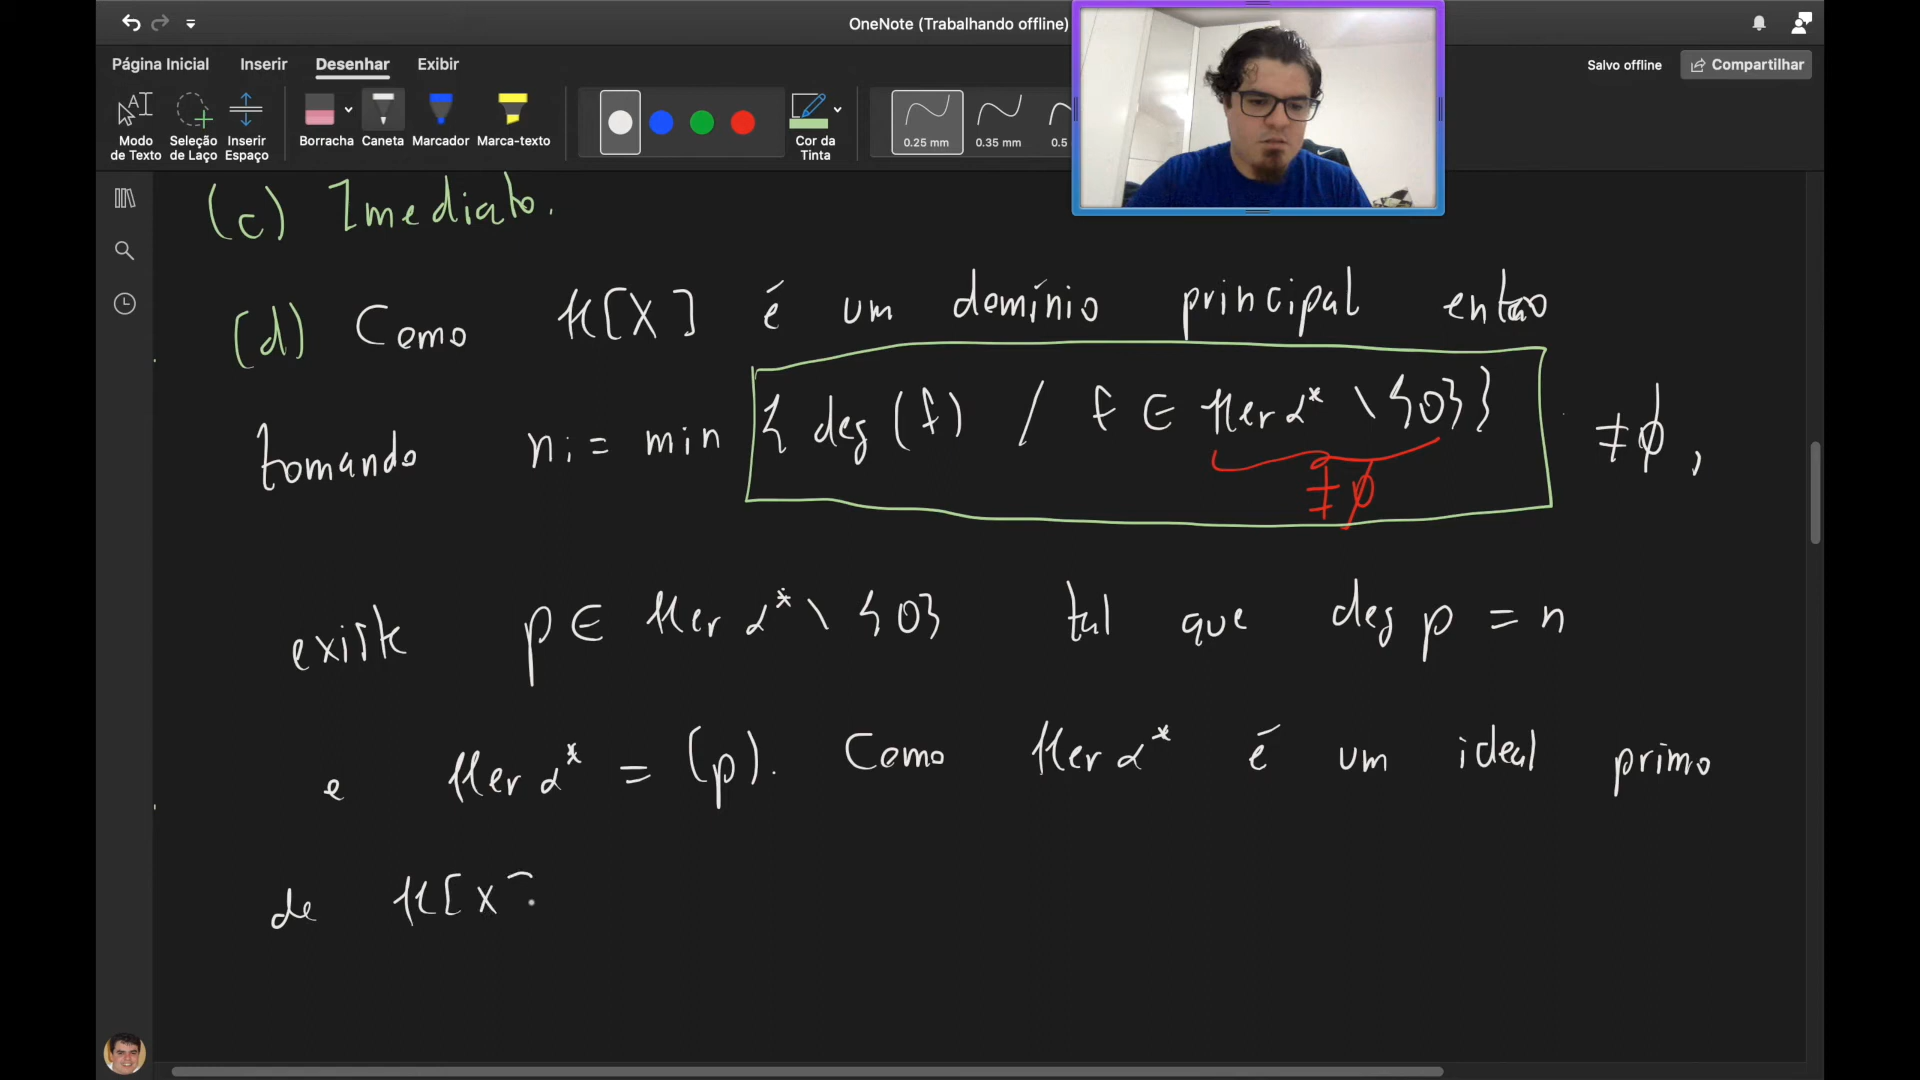 OneNote (Trabalhando offline)
Página Inicial Inserir Desenhar Exibir
Salvo offline Compartilhar
Modo de Texto
Seleção de Laço
Inserir Espaço
Borracha Caneta Marcador Marca-texto
Cor da Tinta
0.25 mm 0.35 mm 0.5
(c) Imediato.
(d) Como K[X] é um domínio principal então
tomando n := min { deg (f) / f ∈ Ker α* \ {0} } ≠ ∅,
≠ ∅
existe p ∈ Ker α* \ {0} tal que deg p = n
e Ker α* = (p). Como Ker α* é um ideal primo
de K[X]